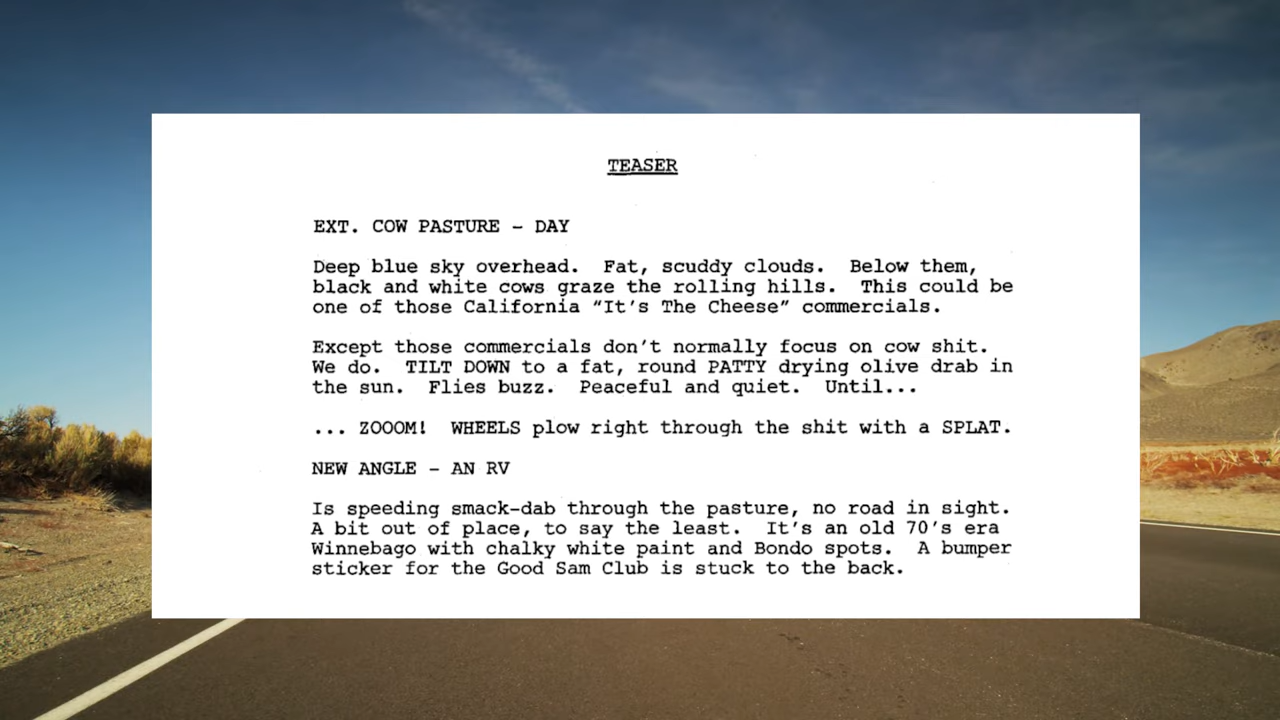 TEASER
EXT. COW PASTURE - DAY
Deep blue sky overhead. Fat, scuddy clouds. Below them,
black and white cows graze the rolling hills. This could be
one of those California “It’s The Cheese” commercials.
Except those commercials don’t normally focus on cow shit.
We do. TILT DOWN to a fat, round PATTY drying olive drab in
the sun. Flies buzz. Peaceful and quiet. Until...
... ZOOOM! WHEELS plow right through the shit with a SPLAT.
NEW ANGLE - AN RV
Is speeding smack-dab through the pasture, no road in sight.
A bit out of place, to say the least. It’s an old 70’s era
Winnebago with chalky white paint and Bondo spots. A bumper
sticker for the Good Sam Club is stuck to the back.